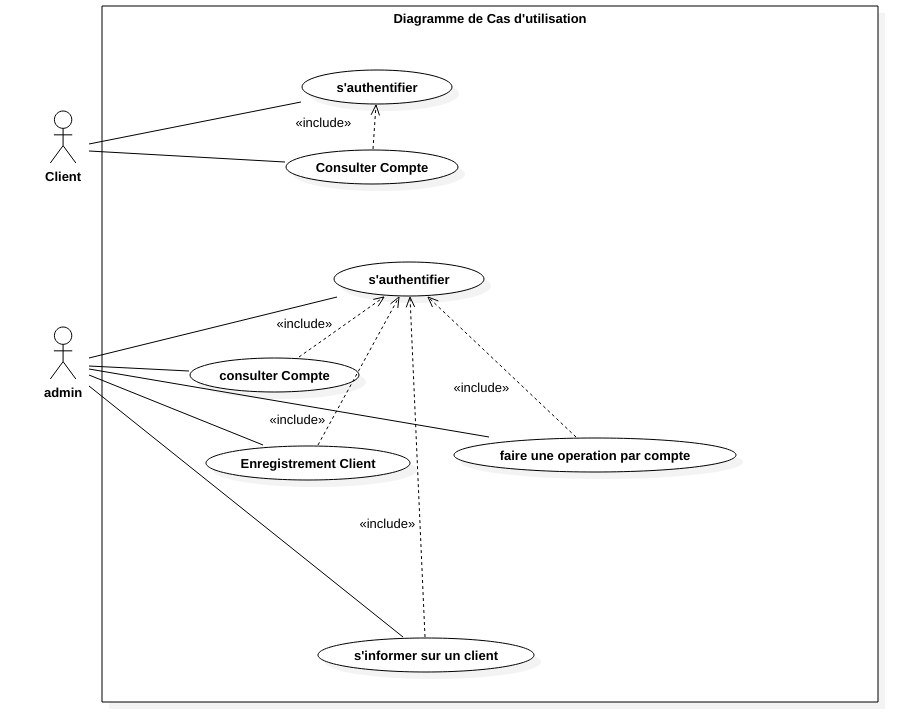 Diagramme de Cas d'utilisation
s'authentifier
«include»
Consulter Compte
Client
s'authentifier
«include»
consulter Compte
admin
«include»
«include»
Enregistrement Client
faire une operation par compte
«include»
s'informer sur un client